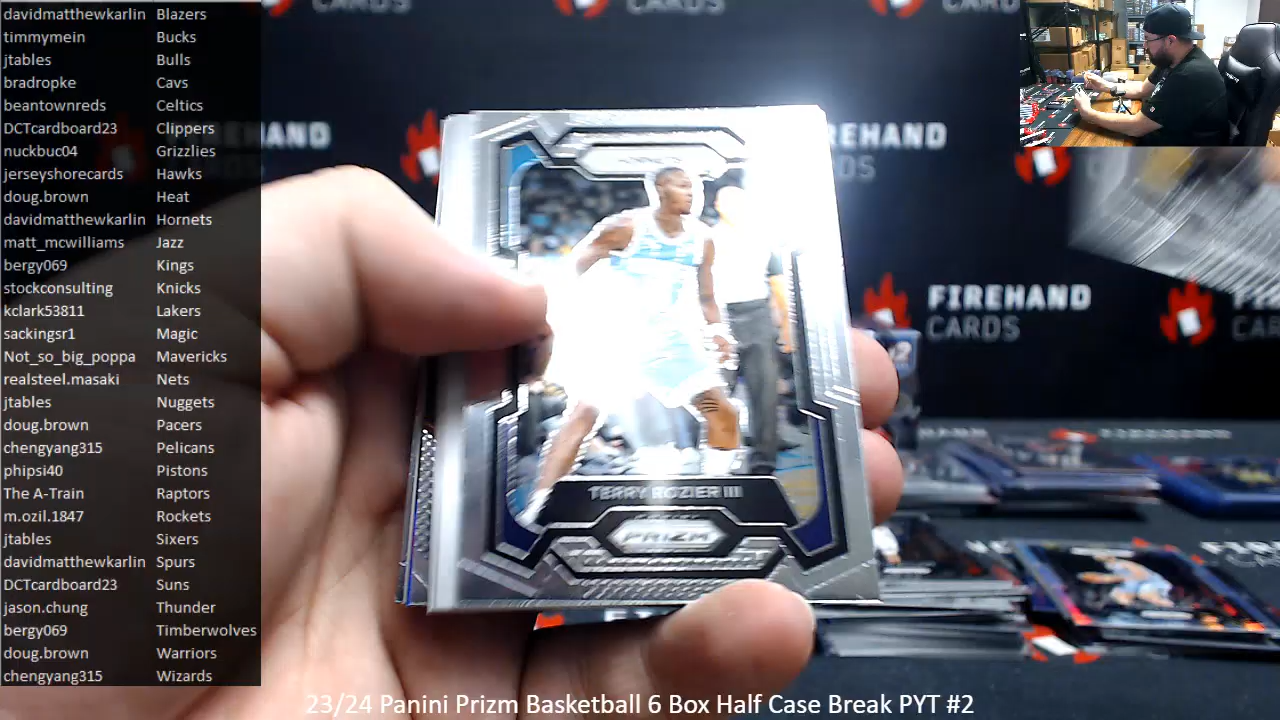 davidmatthewkarlin Blazers
timmymein Bucks
jtables Bulls
bradropke Cavs
beantownreds Celtics
DCTcardboard23 Clippers
nuckbuc04 Grizzlies
jerseyshorecards Hawks
doug.brown Heat
davidmatthewkarlin Hornets
matt_mcwilliams Jazz
bergy069 Kings
stockconsulting Knicks
kclark53811 Lakers
sackingsr1 Magic
Not_so_big_poppa Mavericks
realsteel.masaki Nets
jtables Nuggets
doug.brown Pacers
chengyang315 Pelicans
phipsi40 Pistons
The A-Train Raptors
m.ozil.1847 Rockets
jtables Sixers
davidmatthewkarlin Spurs
DCTcardboard23 Suns
jason.chung Thunder
bergy069 Timberwolves
doug.brown Warriors
chengyang315 Wizards
CARDS
CARDS
FIREHAND
CARDS
FIREHAND
CARDS
TERRY ROZIER III
PRIZM
23/24 Panini Prizm Basketball 6 Box Half Case Break PYT #2